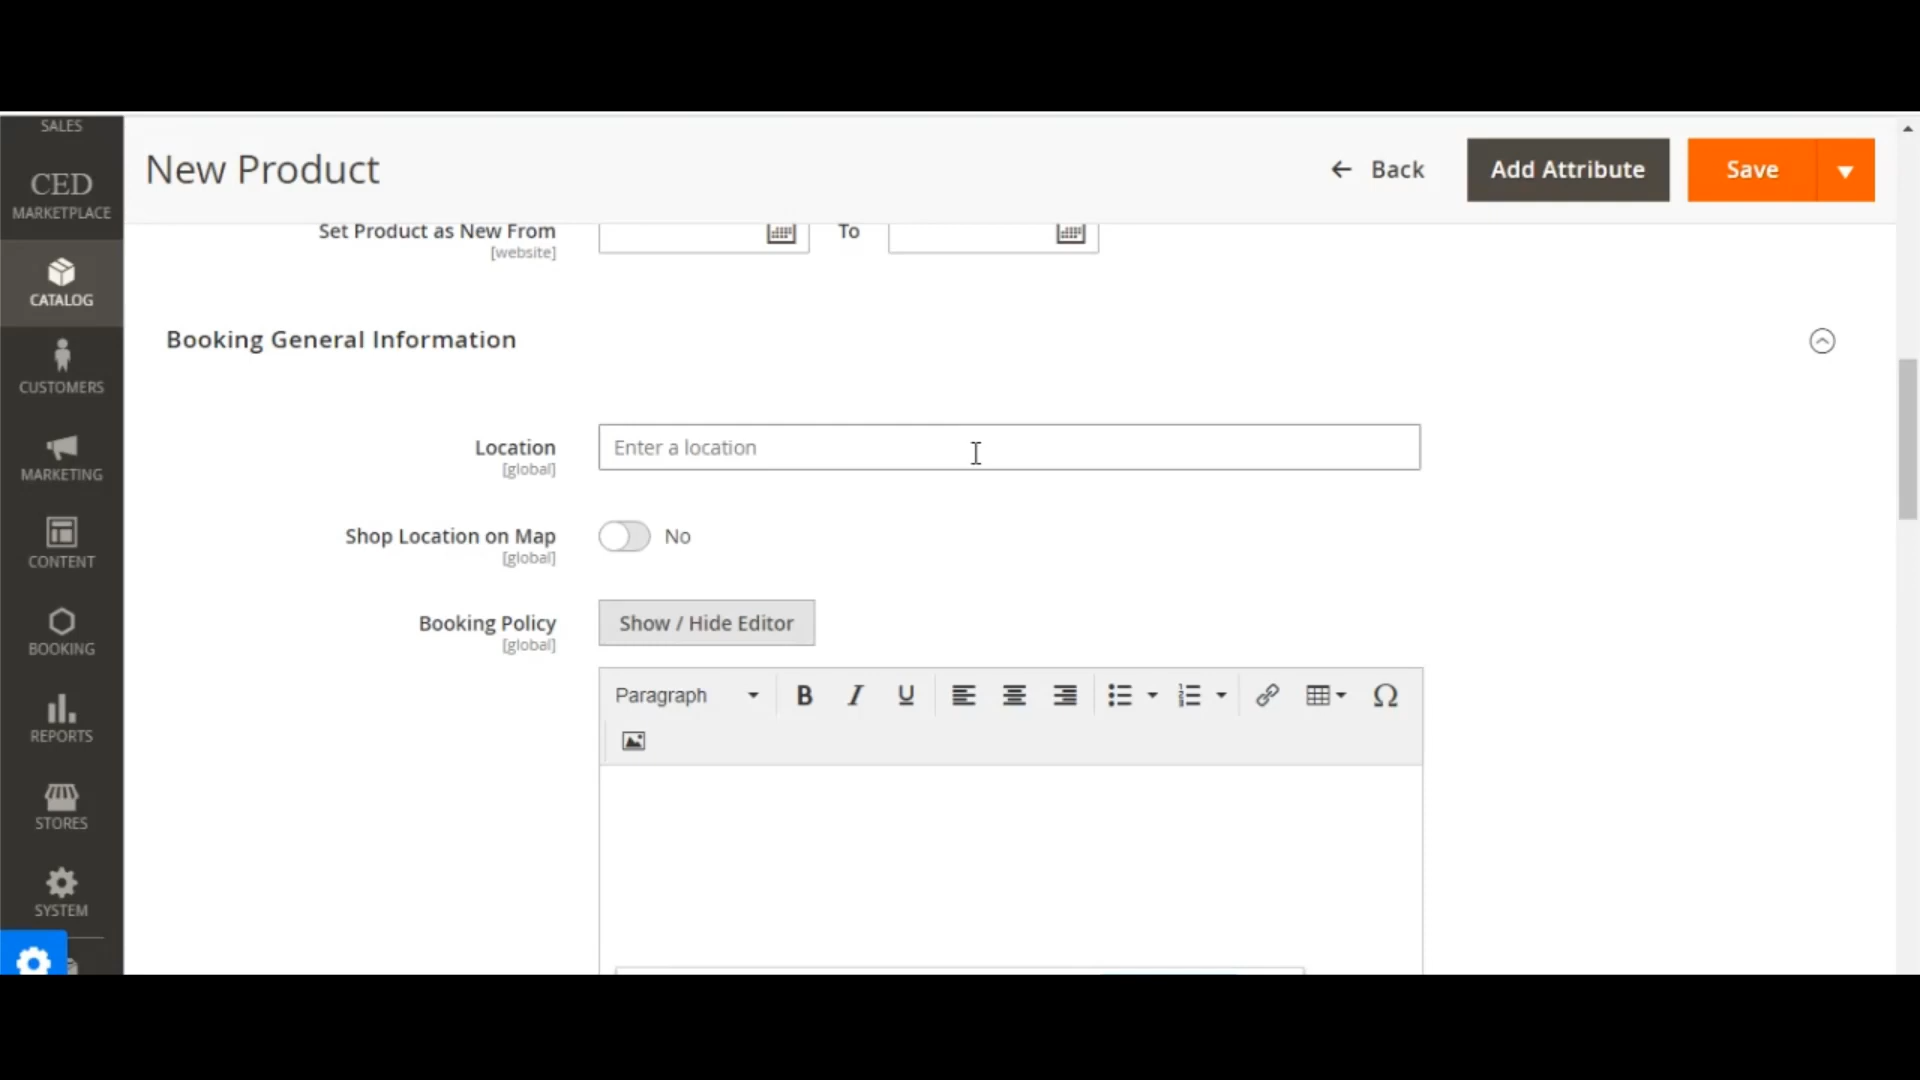 SALES
New Product
Back
Add Attribute
Save
CED
MARKETPLACE
Set Product as New From
To
[website]
CATALOG
Booking General Information
CUSTOMERS
Location
Enter a location
[global]
MARKETING
Shop Location on Map
No
[global]
CONTENT
Booking Policy
Show / Hide Editor
[global]
BOOKING
Paragraph
B I U
Ω
REPORTS
STORES
SYSTEM